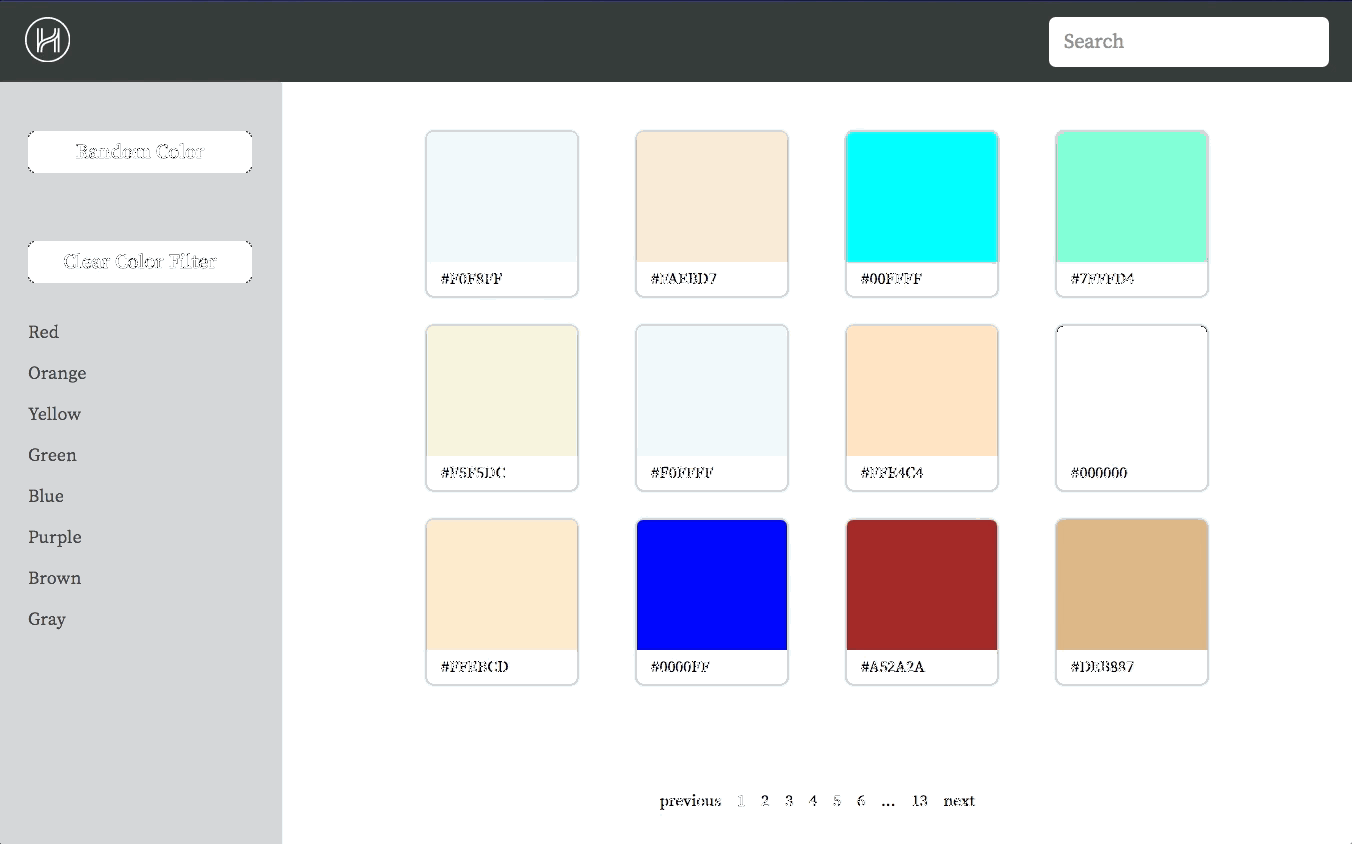 Search
Random Color
Clear Color Filter
Red
Orange
Yellow
Green
Blue
Purple
Brown
Gray
#F0F8FF
#FAEBD7
#00FFFF
#7FFFD4
#F5F5DC
#F0FFFF
#FFE4C4
#000000
#FFEBCD
#0000FF
#A52A2A
#DEB887
previous 1 2 3 4 5 6 ... 13 next